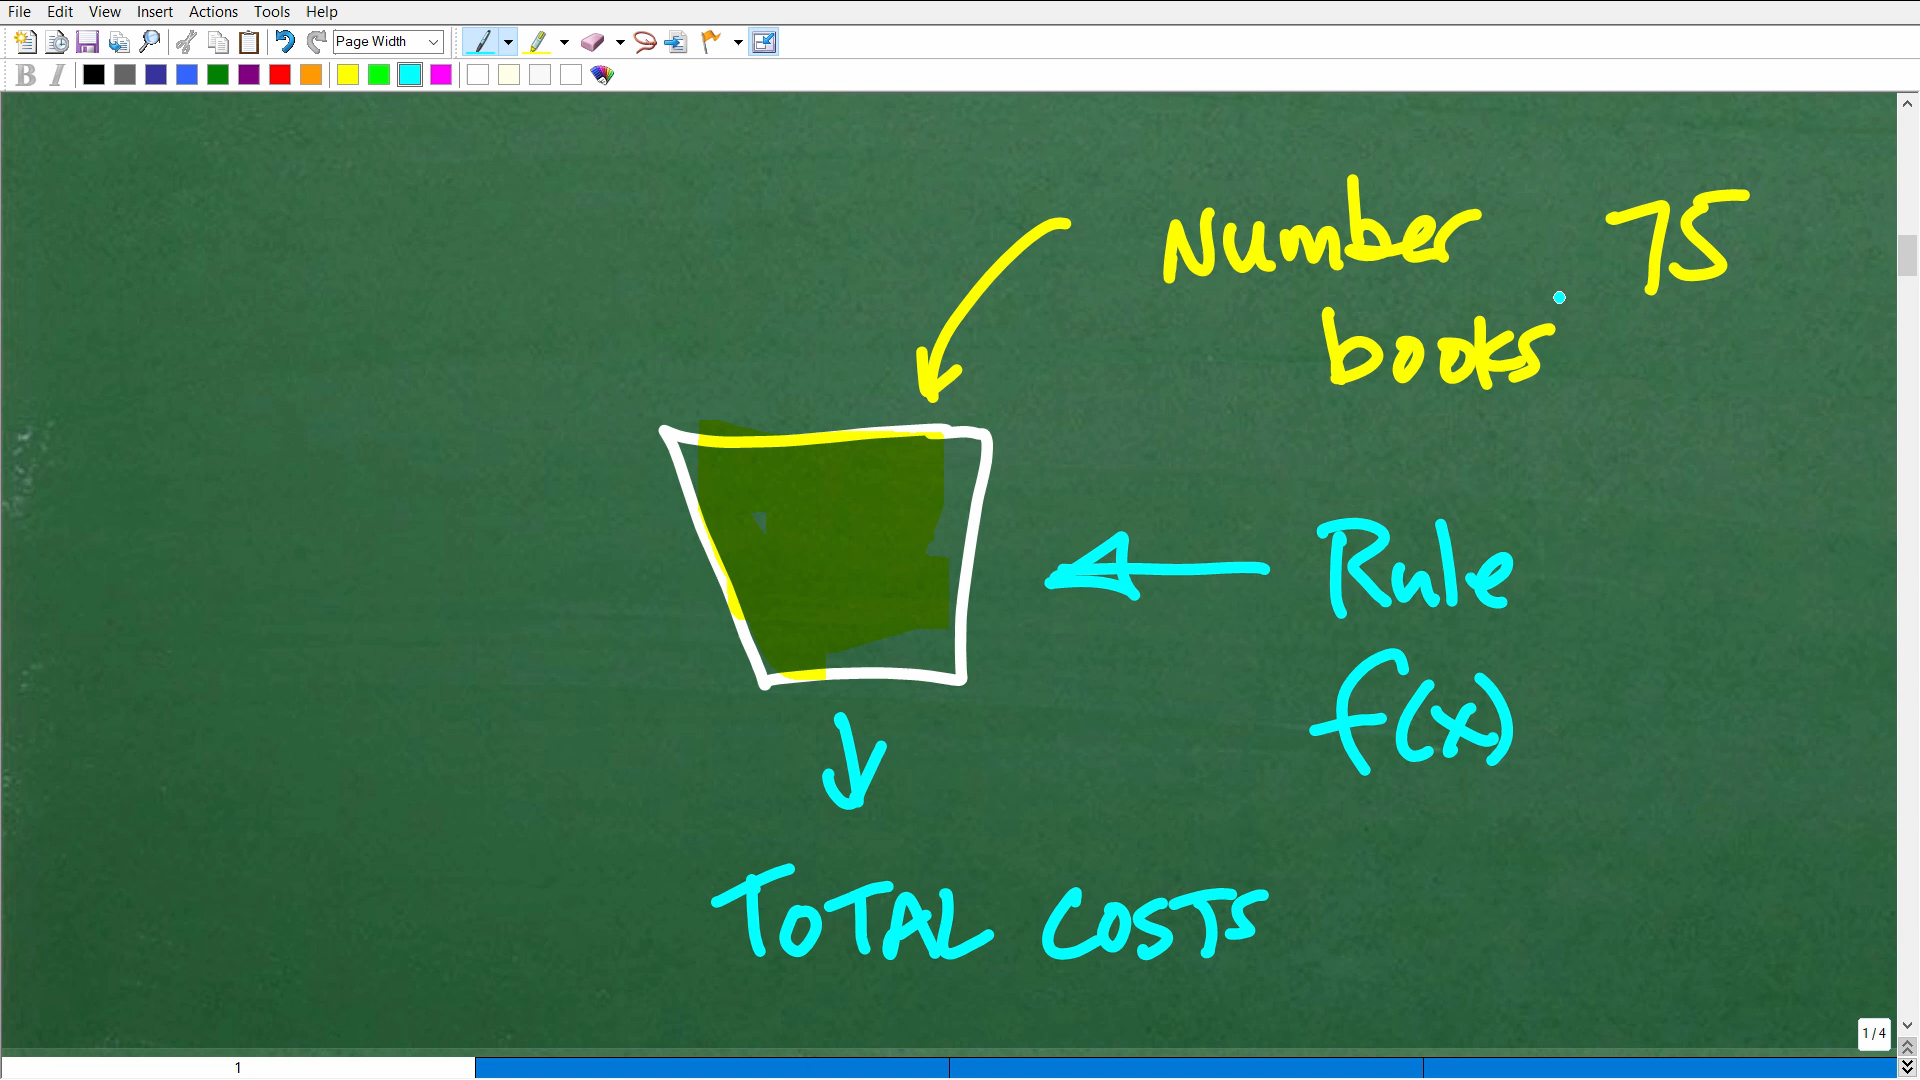 File Edit View Insert Actions Tools Help
Page Width
B I
Number 75
books
Rule
f(x)
TOTAL COSTS
1 / 4
1